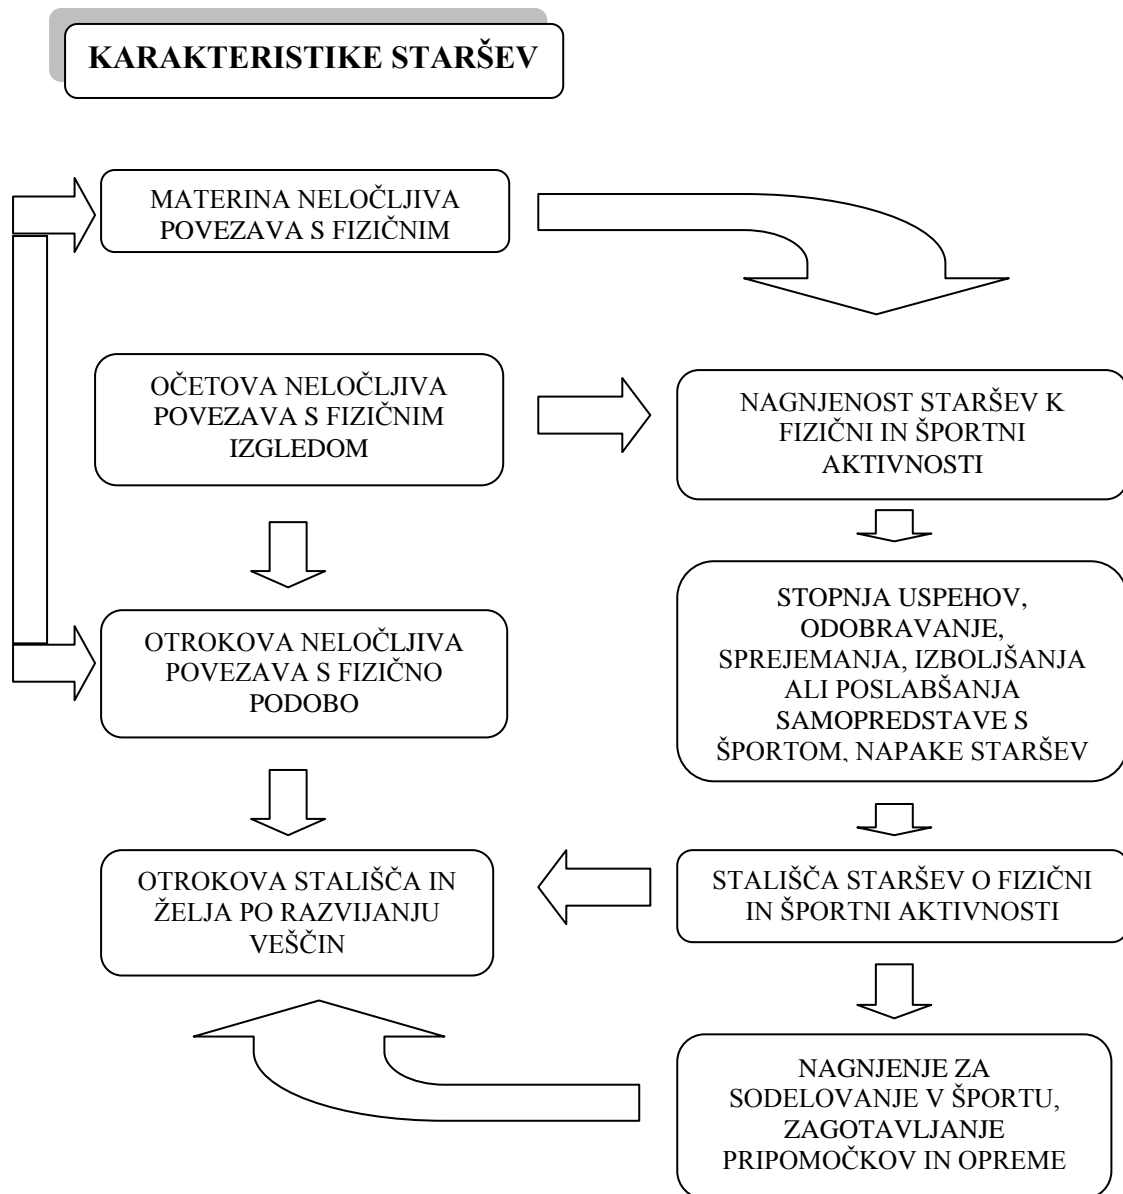 KARAKTERISTIKE STARŠEV
MATERINA NELOČLJIVA
POVEZAVA S FIZIČNIM
OČETOVA NELOČLJIVA
POVEZAVA S FIZIČNIM
IZGLEDOM
NAGNJENOST STARŠEV K
FIZIČNI IN ŠPORTNI
AKTIVNOSTI
OTROKOVA NELOČLJIVA
POVEZAVA S FIZIČNO
PODOBO
STOPNJA USPEHOV,
ODOBRAVANJE,
SPREJEMANJA, IZBOLJŠANJA
ALI POSLABŠANJA
SAMOPREDSTAVE S
ŠPORTOM, NAPAKE STARŠEV
OTROKOVA STALIŠČA IN
ŽELJA PO RAZVIJANJU
VEŠČIN
STALIŠČA STARŠEV O FIZIČNI
IN ŠPORTNI AKTIVNOSTI
NAGNJENJE ZA
SODELOVANJE V ŠPORTU,
ZAGOTAVLJANJE
PRIPOMOČKOV IN OPREME